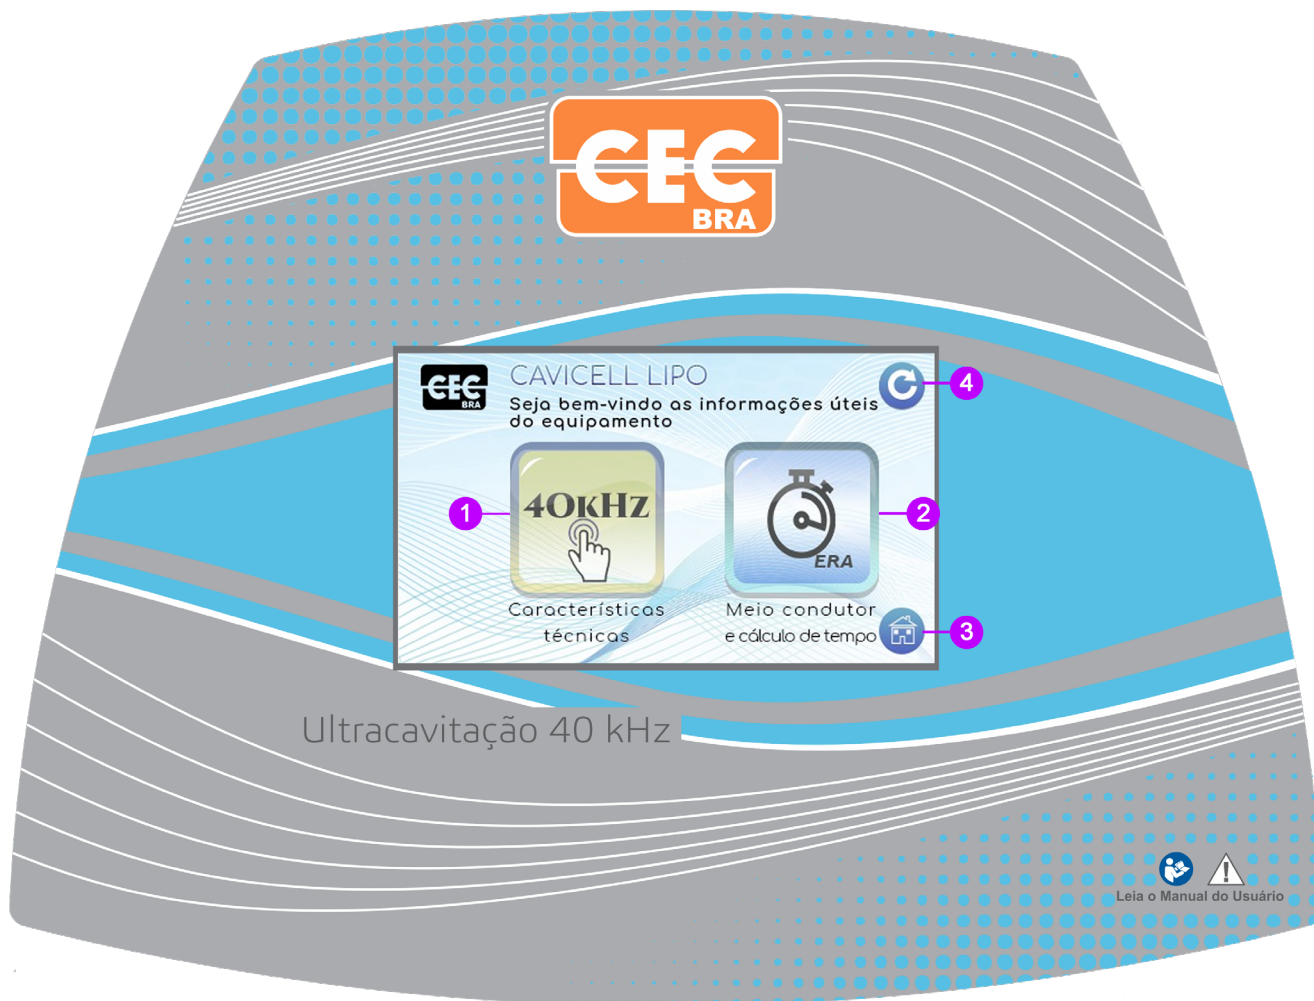 CEC
BRA
CEC
BRA
CAVICELL LIPO
Seja bem-vindo as informações úteis
do equipamento
4
1
40KHZ
2
ERA
Características
técnicas
Meio condutor
e cálculo de tempo
3
Ultracavitação 40 kHz
Leia o Manual do Usuário